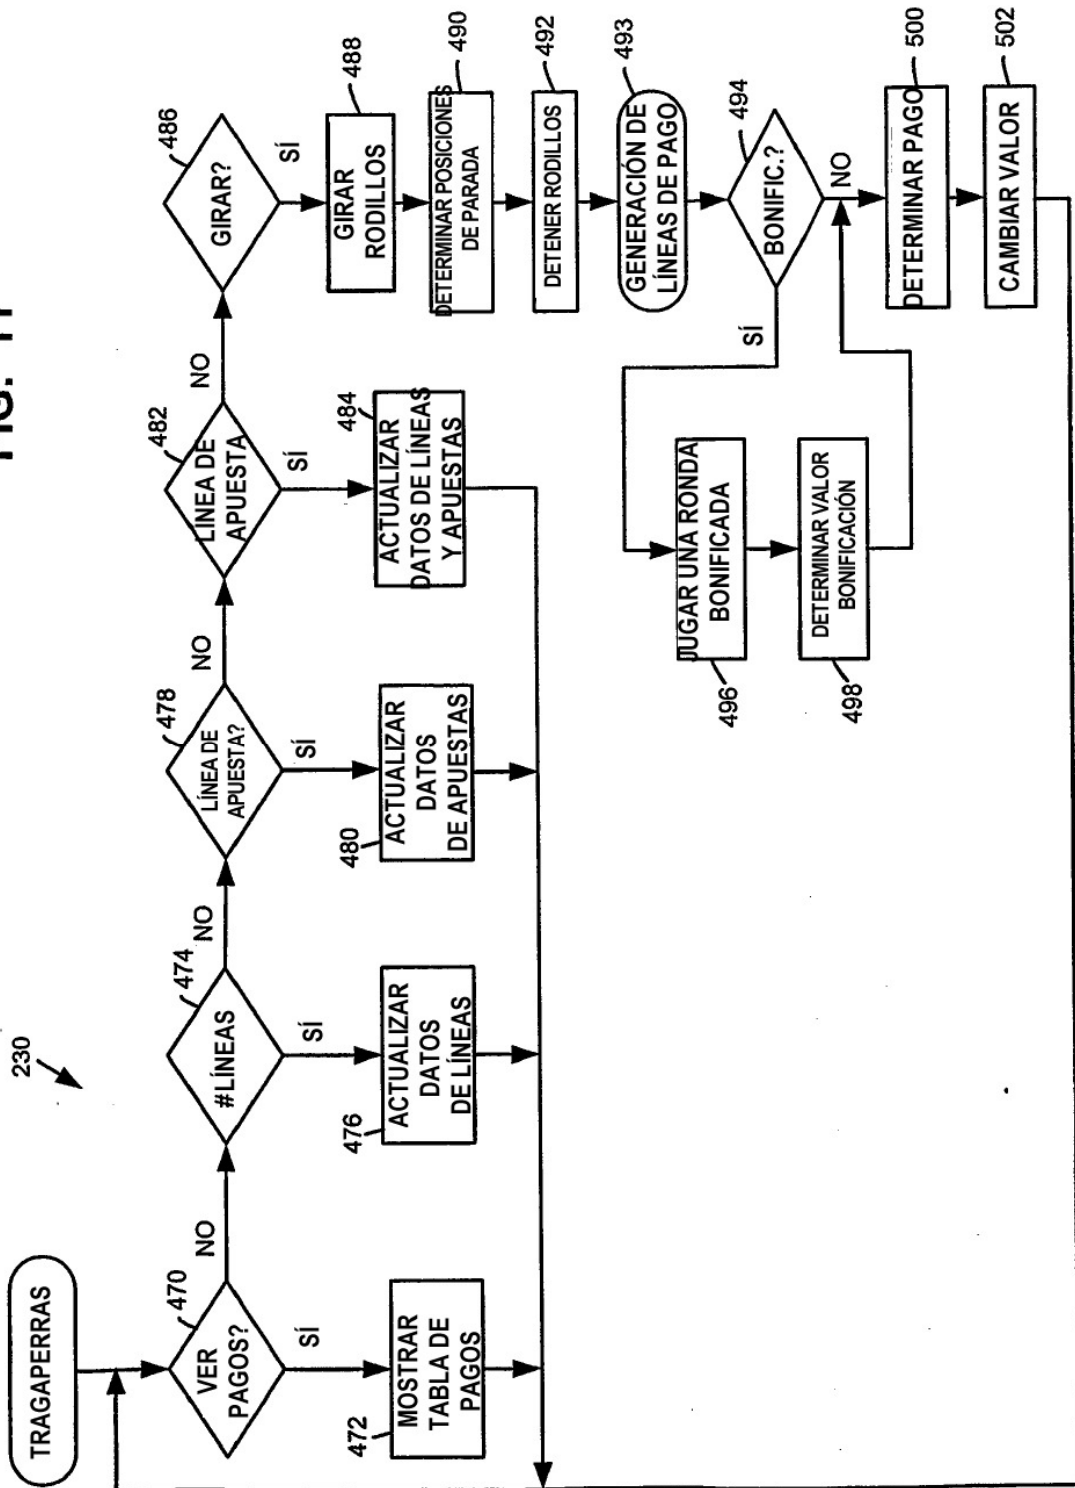 230
TRAGAPERRAS
470
VER
PAGOS?
NO
SÍ
472
MOSTRAR
TABLA DE
PAGOS
474
#LÍNEAS
NO
SÍ
476
ACTUALIZAR
DATOS
DE LÍNEAS
478
LÍNEA DE
APUESTA?
NO
SÍ
480
ACTUALIZAR
DATOS
DE APUESTAS
482
LÍNEA DE
APUESTA
NO
SÍ
484
ACTUALIZAR
DATOS DE LÍNEAS
Y APUESTAS
486
GIRAR?
SÍ
488
GIRAR
RODILLOS
490
DETERMINAR POSICIONES
DE PARADA
492
DETENER RODILLOS
493
GENERACIÓN DE
LÍNEAS DE PAGO
494
BONIFIC.?
SÍ
NO
496
JUGAR UNA RONDA
BONIFICADA
498
DETERMINAR VALOR
BONIFICACIÓN
500
DETERMINAR PAGO
502
CAMBIAR VALOR